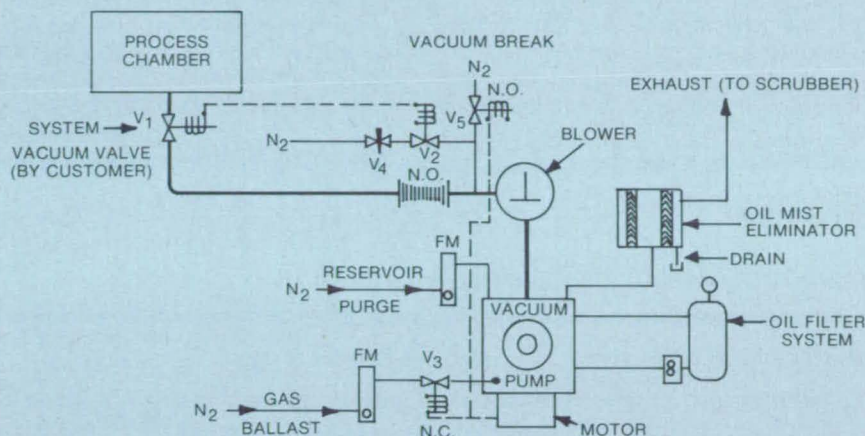 PROCESS
CHAMBER
VACUUM BREAK
N2
N.O.
EXHAUST (TO SCRUBBER)
V1
V5
BLOWER
SYSTEM
N2
V4
V2
VACUUM VALVE
(BY CUSTOMER)
N.O.
OIL MIST
ELIMINATOR
DRAIN
FM
RESERVOIR
N2
PURGE
VACUUM
OIL FILTER
SYSTEM
FM
V3
PUMP
GAS
N2
BALLAST
N.C.
MOTOR